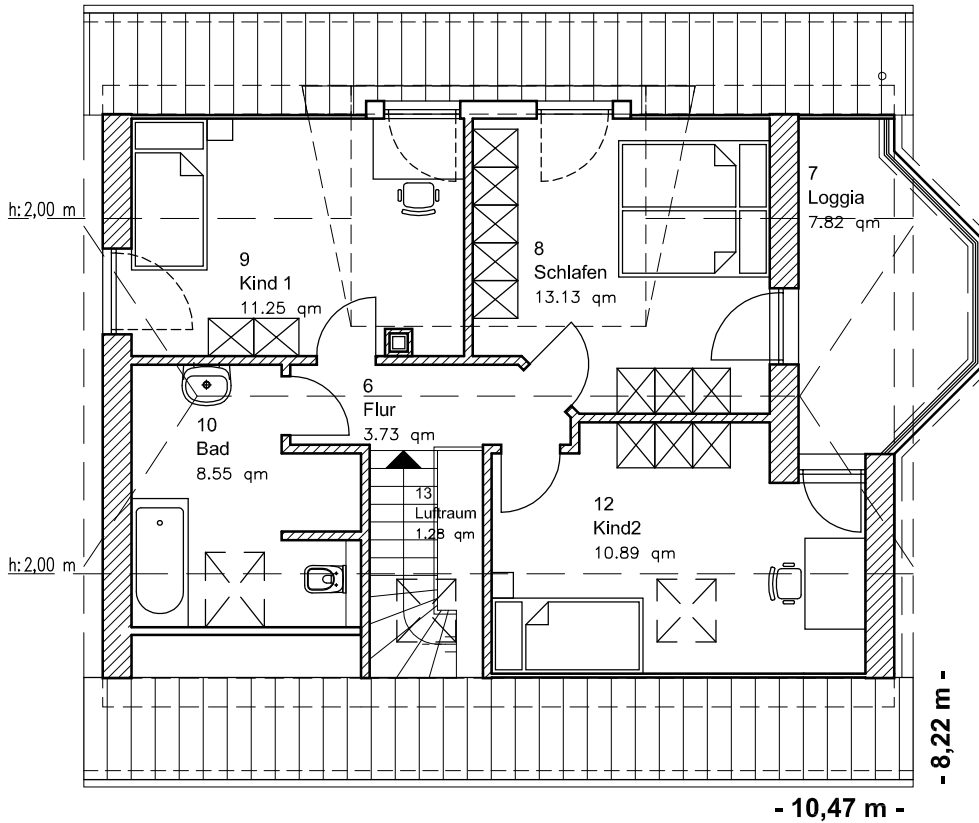 h:2,00 m
7
Loggia
7.82 qm
8
Schlafen
13.13 qm
9
Kind 1
11.25 qm
6
Flur
3.73 qm
10
Bad
8.55 qm
13
Luftraum
1.28 qm
12
Kind2
10.89 qm
h:2,00 m
- 8,22 m -
- 10,47 m -